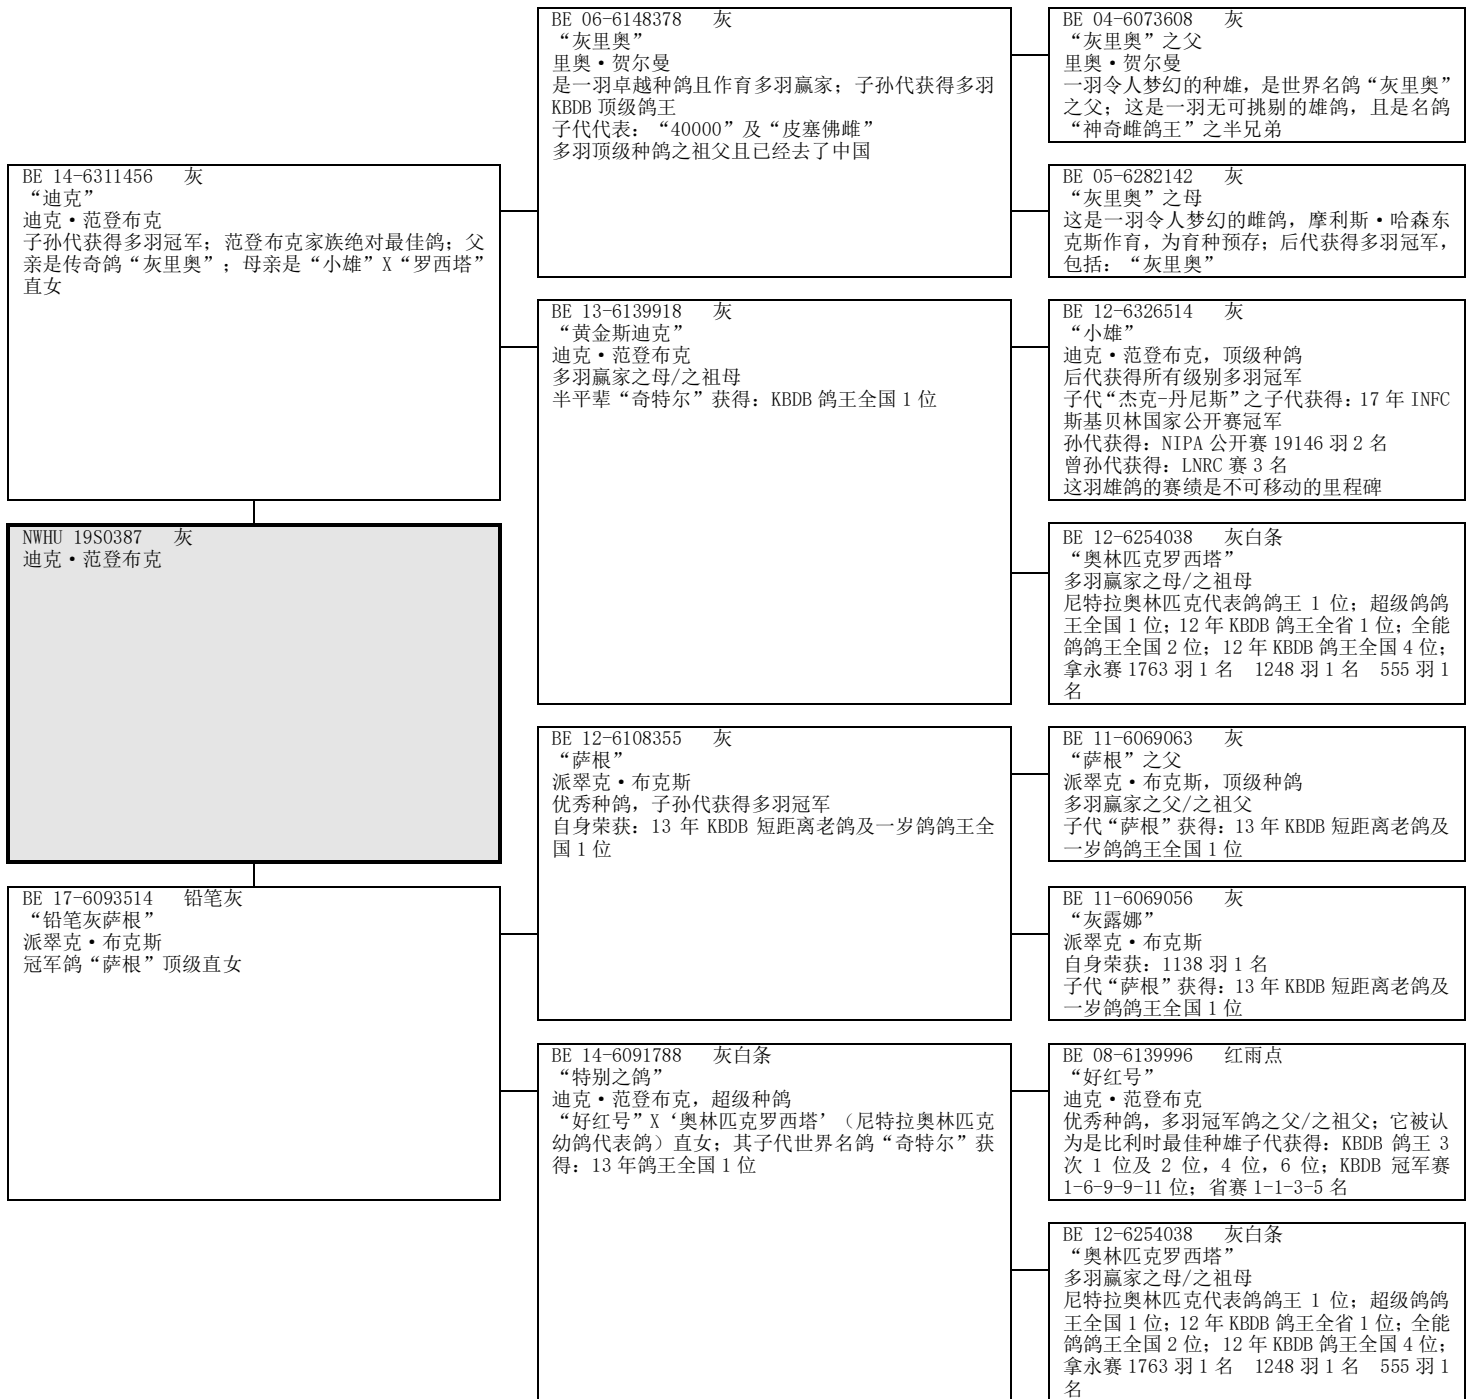 BE 14-6311456 灰
“迪克”
迪克·范登布克
子孙代获得多羽冠军；范登布克家族绝对最佳鸽；父
亲是传奇鸽“灰里奥”；母亲是“小雄”X“罗西塔”
直女
NWHU 19S0387 灰
迪克·范登布克
BE 17-6093514 铅笔灰
“铅笔灰萨根”
派翠克·布克斯
冠军鸽“萨根”顶级直女
BE 06-6148378 灰
“灰里奥”
里奥·贺尔曼
是一羽卓越种鸽且作育多羽赢家；子孙代获得多羽
KBDB 顶级鸽王
子代代表：“40000”及“皮塞佛雌”
多羽顶级种鸽之祖父且已经去了中国
BE 13-6139918 灰
“黄金斯迪克”
迪克·范登布克
多羽赢家之母/之祖母
半平辈“奇特尔”获得：KBDB 鸽王全国 1 位
BE 12-6108355 灰
“萨根”
派翠克·布克斯
优秀种鸽，子孙代获得多羽冠军
自身荣获：13 年 KBDB 短距离老鸽及一岁鸽鸽王全
国 1 位
BE 14-6091788 灰白条
“特别之鸽”
迪克·范登布克，超级种鸽
“好红号”X‘奥林匹克罗西塔’（尼特拉奥林匹克
幼鸽代表鸽）直女；其子代世界名鸽“奇特尔”获
得：13 年鸽王全国 1 位
BE 04-6073608 灰
“灰里奥”之父
里奥·贺尔曼
一羽令人梦幻的种雄，是世界名鸽“灰里奥”
之父；这是一羽无可挑剔的雄鸽，且是名鸽
“神奇雌鸽王”之半兄弟
BE 05-6282142 灰
“灰里奥”之母
这是一羽令人梦幻的雌鸽，摩利斯·哈森东
克斯作育，为育种预存；后代获得多羽冠军，
包括：“灰里奥”
BE 12-6326514 灰
“小雄”
迪克·范登布克，顶级种鸽
后代获得所有级别多羽冠军
子代“杰克-丹尼斯”之子代获得：17 年 INFC
斯基贝林国家公开赛冠军
孙代获得：NIPA 公开赛 19146 羽 2 名
曾孙代获得：LNRC 赛 3 名
这羽雄鸽的赛绩是不可移动的里程碑
BE 12-6254038 灰白条
“奥林匹克罗西塔”
多羽赢家之母/之祖母
尼特拉奥林匹克代表鸽鸽王 1 位；超级鸽鸽
王全国 1 位；12 年 KBDB 鸽王全省 1 位；全能
鸽鸽王全国 2 位；12 年 KBDB 鸽王全国 4 位；
拿永赛 1763 羽 1 名 1248 羽 1 名 555 羽 1
名
BE 11-6069063 灰
“萨根”之父
派翠克·布克斯，顶级种鸽
多羽赢家之父/之祖父
子代“萨根”获得：13 年 KBDB 短距离老鸽及
一岁鸽鸽王全国 1 位
BE 11-6069056 灰
“灰露娜”
派翠克·布克斯
自身荣获：1138 羽 1 名
子代“萨根”获得：13 年 KBDB 短距离老鸽及
一岁鸽鸽王全国 1 位
BE 08-6139996 红雨点
“好红号”
迪克·范登布克
优秀种鸽，多羽冠军鸽之父/之祖父；它被认
为是比利时最佳种雄子代获得：KBDB 鸽王 3
次 1 位及 2 位，4 位，6 位；KBDB 冠军赛
1-6-9-9-11 位；省赛 1-1-3-5 名
BE 12-6254038 灰白条
“奥林匹克罗西塔”
多羽赢家之母/之祖母
尼特拉奥林匹克代表鸽鸽王 1 位；超级鸽鸽
王全国 1 位；12 年 KBDB 鸽王全省 1 位；全能
鸽鸽王全国 2 位；12 年 KBDB 鸽王全国 4 位；
拿永赛 1763 羽 1 名 1248 羽 1 名 555 羽 1
名